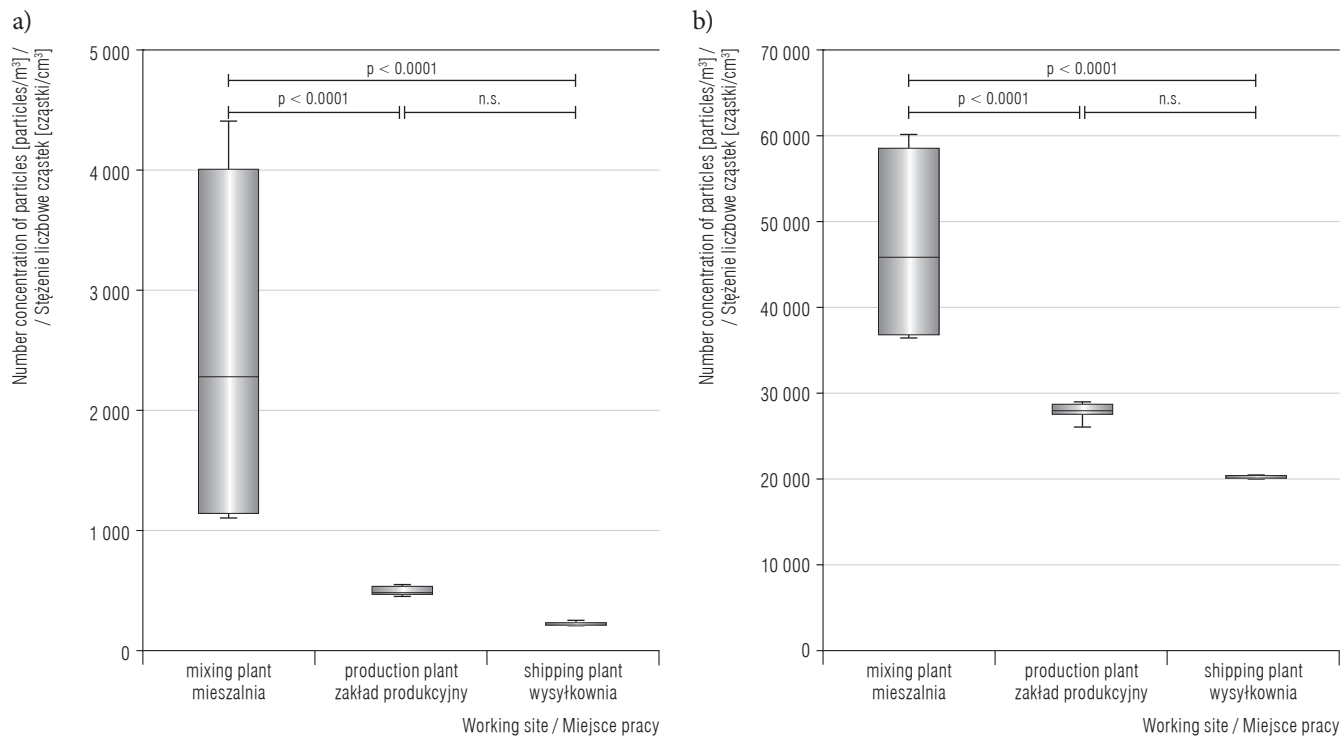 a)
Number concentration of particles [particles/m³] /
/ Stężenie liczbowe cząstek [cząstki/cm³]
5 000
4 000
3 000
2 000
1 000
0
p < 0.0001
p < 0.0001
n.s.
mixing plant
mieszalnia
production plant
zakład produkcyjny
shipping plant
wysyłkownia
Working site / Miejsce pracy
b)
Number concentration of particles [particles/m³] /
/ Stężenie liczbowe cząstek [cząstki/cm³]
70 000
60 000
50 000
40 000
30 000
20 000
10 000
0
p < 0.0001
p < 0.0001
n.s.
mixing plant
mieszalnia
production plant
zakład produkcyjny
shipping plant
wysyłkownia
Working site / Miejsce pracy